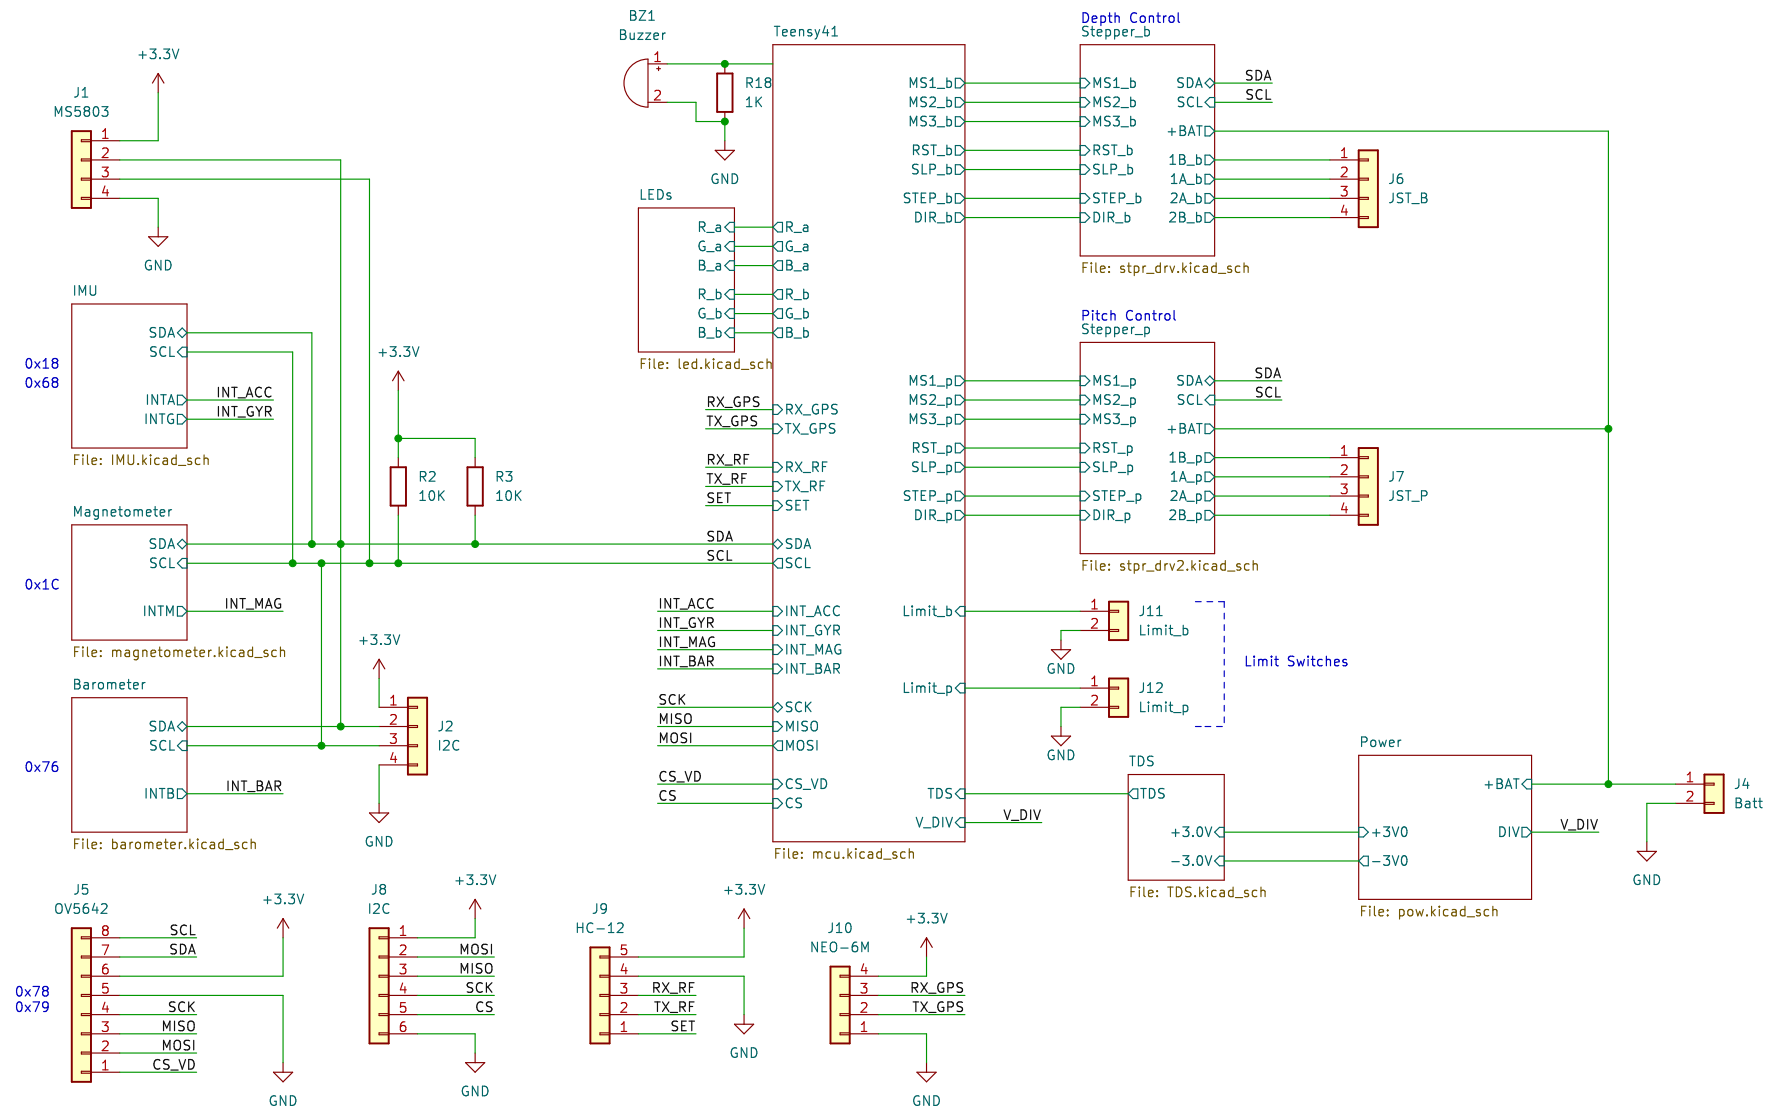 +3.3V
J1
MS5803
1
2
3
4
GND
IMU
SDA
SCL
INTA INT_ACC
INTG INT_GYR
0x18
0x68
File: IMU.kicad_sch
+3.3V
R2
10K
R3
10K
Magnetometer
SDA
SCL
INTM INT_MAG
0x1C
File: magnetometer.kicad_sch
Barometer
SDA
SCL
INTB INT_BAR
0x76
File: barometer.kicad_sch
+3.3V
1
2
3
4
J2
I2C
GND
BZ1
Buzzer
1
+
2
R18
1K
GND
LEDs
R_a
G_a
B_a
R_b
G_b
B_b
File: led.kicad_sch
Teensy41
R_a
G_a
B_a
R_b
G_b
B_b
RX_GPS RX_GPS
TX_GPS TX_GPS
RX_RF RX_RF
TX_RF TX_RF
SET SET
SDA SDA
SCL SCL
INT_ACC INT_ACC
INT_GYR INT_GYR
INT_MAG INT_MAG
INT_BAR INT_BAR
SCK SCK
MISO MISO
MOSI MOSI
CS_VD CS_VD
CS CS
MS1_b
MS2_b
MS3_b
RST_b
SLP_b
STEP_b
DIR_b
MS1_p
MS2_p
MS3_p
RST_p
SLP_p
STEP_p
DIR_p
Limit_b
Limit_p
TDS
V_DIV V_DIV
File: mcu.kicad_sch
Depth Control
Stepper_b
MS1_b
MS2_b
MS3_b
RST_b
SLP_b
STEP_b
DIR_b
SDA SDA
SCL SCL
+BAT
1B_b
1A_b
2A_b
2B_b
File: stpr_drv.kicad_sch
1
2
3
4
J6
JST_B
Pitch Control
Stepper_p
MS1_p
MS2_p
MS3_p
RST_p
SLP_p
STEP_p
DIR_p
SDA SDA
SCL SCL
+BAT
1B_p
1A_p
2A_p
2B_p
File: stpr_drv2.kicad_sch
1
2
3
4
J7
JST_P
1
2
J11
Limit_b
GND
1
2
J12
Limit_p
GND
Limit Switches
TDS
TDS
+3.0V
-3.0V
File: TDS.kicad_sch
Power
+BAT
+3V0
DIV V_DIV
-3V0
File: pow.kicad_sch
1
2
J4
Batt
GND
J5
OV5642
8 SCL
7 SDA
6
5
4 SCK
3 MISO
2 MOSI
1 CS_VD
0x78
0x79
+3.3V
GND
J8
I2C
+3.3V
1
2 MOSI
3 MISO
4 SCK
5 CS
6
GND
J9
HC-12
+3.3V
5
4
3 RX_RF
2 TX_RF
1 SET
GND
J10
NEO-6M
+3.3V
4
3 RX_GPS
2 TX_GPS
1
GND